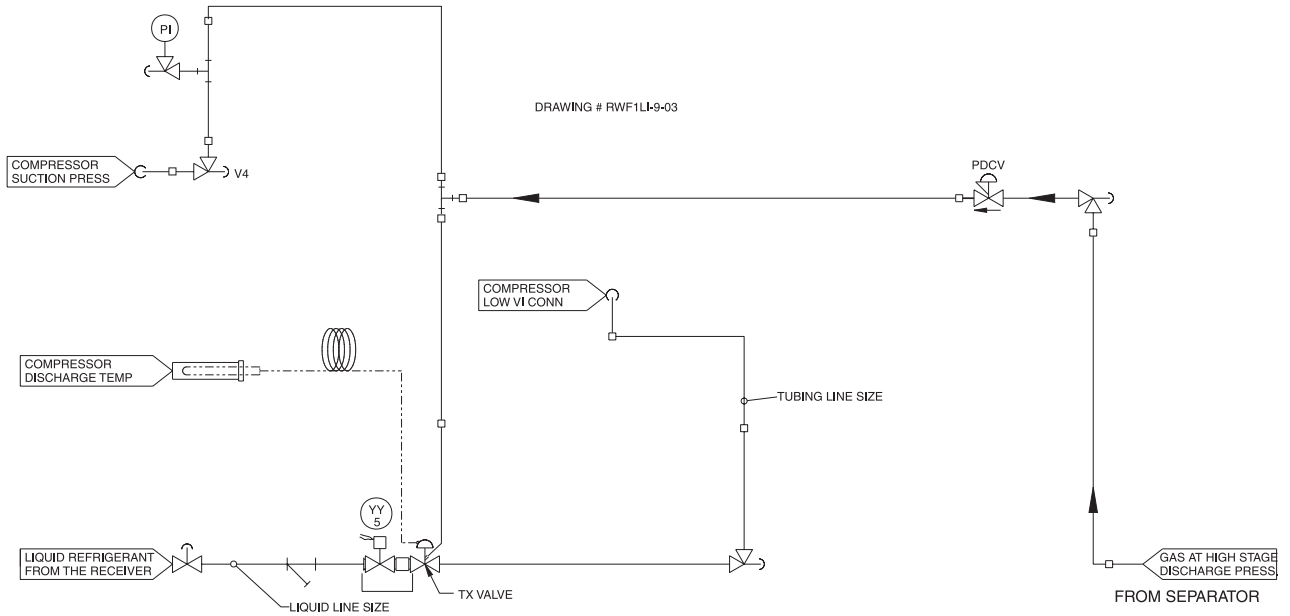 PI
DRAWING # RWF1LI-9-03
COMPRESSOR
SUCTION PRESS
V4
PDCV
COMPRESSOR
LOW VI CONN
COMPRESSOR
DISCHARGE TEMP
TUBING LINE SIZE
YY
5
LIQUID REFRIGERANT
FROM THE RECEIVER
GAS AT HIGH STAGE
DISCHARGE PRESS.
FROM SEPARATOR
TX VALVE
LIQUID LINE SIZE